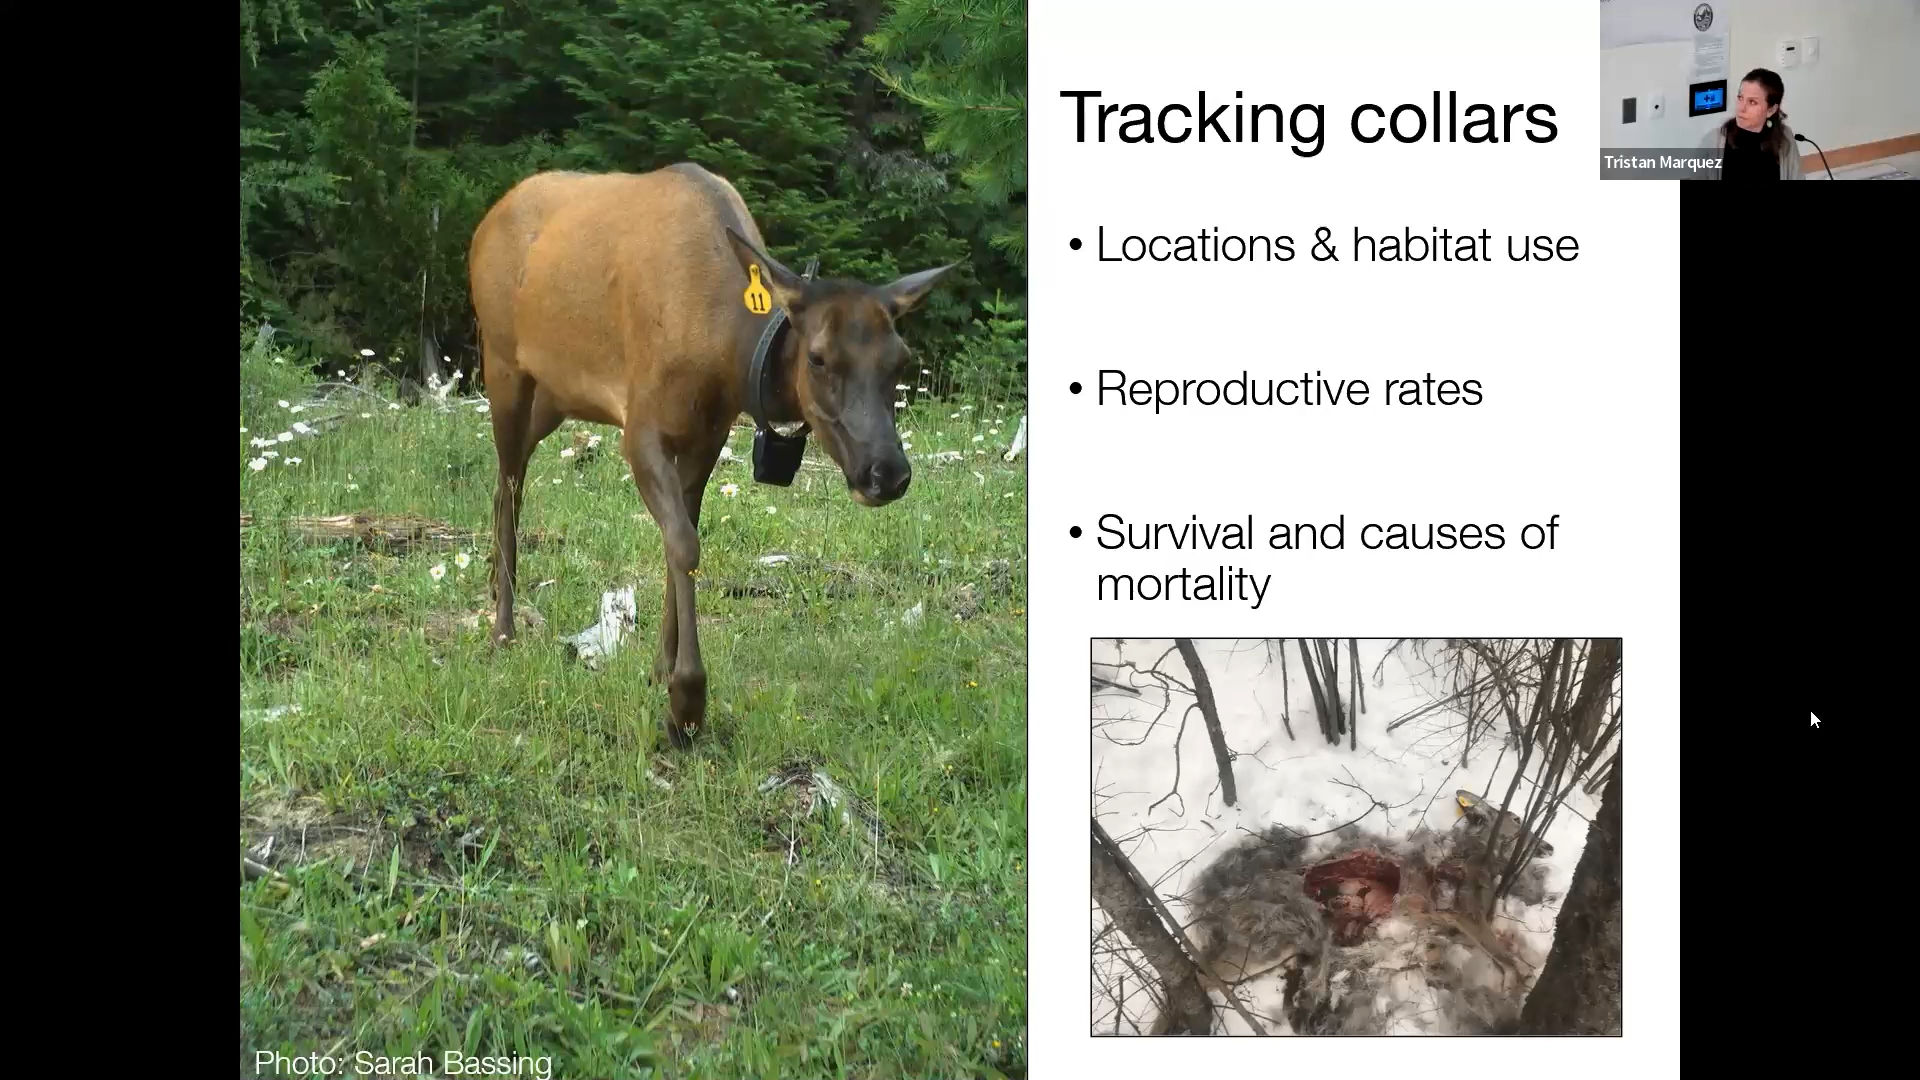 Tracking collars
Tristan Marquez
• Locations & habitat use
• Reproductive rates
• Survival and causes of
mortality
11
Photo: Sarah Bassing